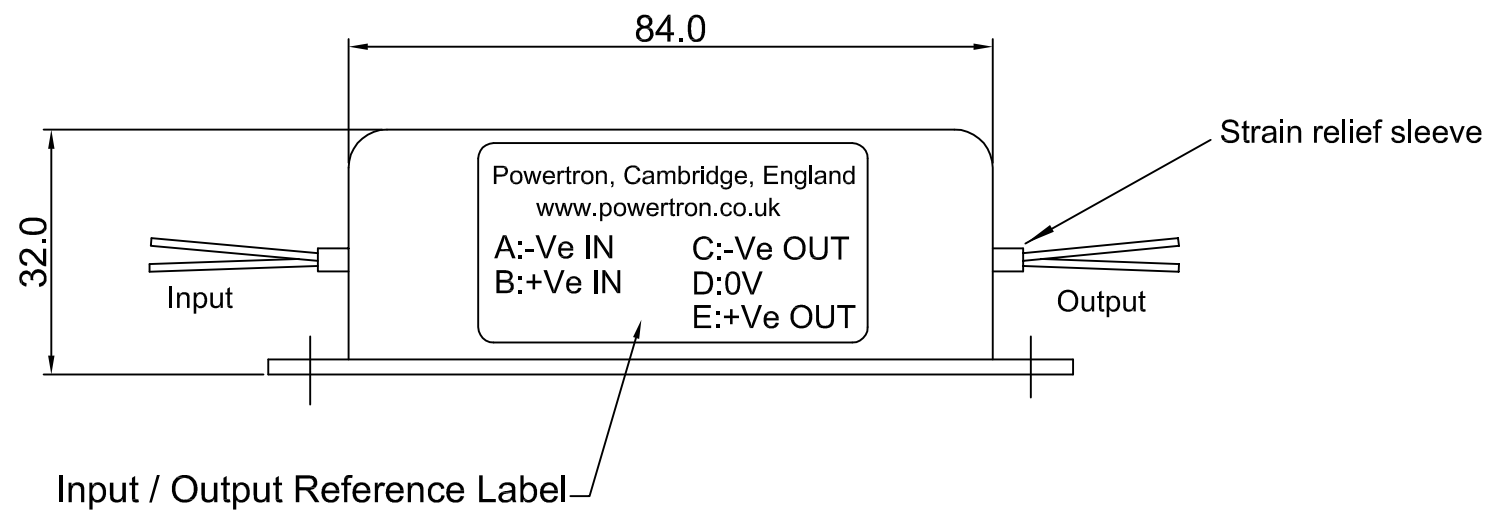 84.0
Strain relief sleeve
32.0
Powertron, Cambridge, England
www.powertron.co.uk
A:-Ve IN
B:+Ve IN
C:-Ve OUT
D:0V
E:+Ve OUT
Input
Output
Input / Output Reference Label